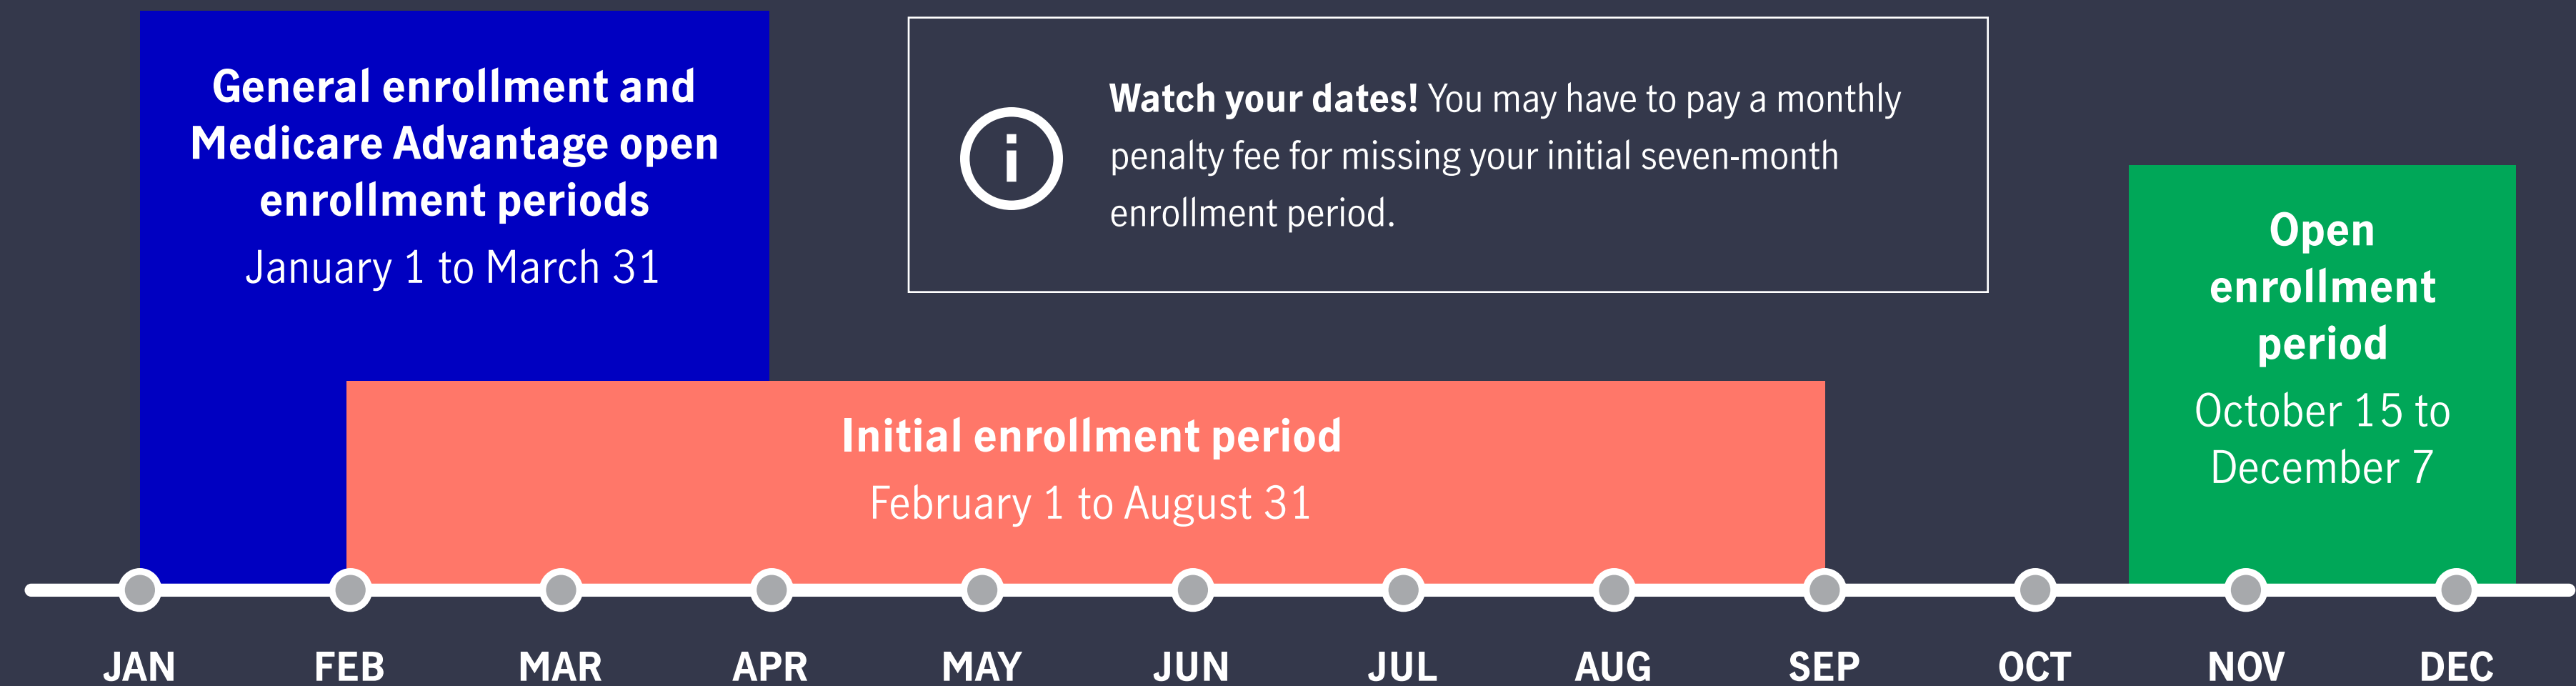 General enrollment and
Medicare Advantage open
enrollment periods
January 1 to March 31
i
Watch your dates! You may have to pay a monthly
penalty fee for missing your initial seven-month
enrollment period.
Open
enrollment
period
October 15 to
December 7
Initial enrollment period
February 1 to August 31
JAN FEB MAR APR MAY JUN JUL AUG SEP OCT NOV DEC